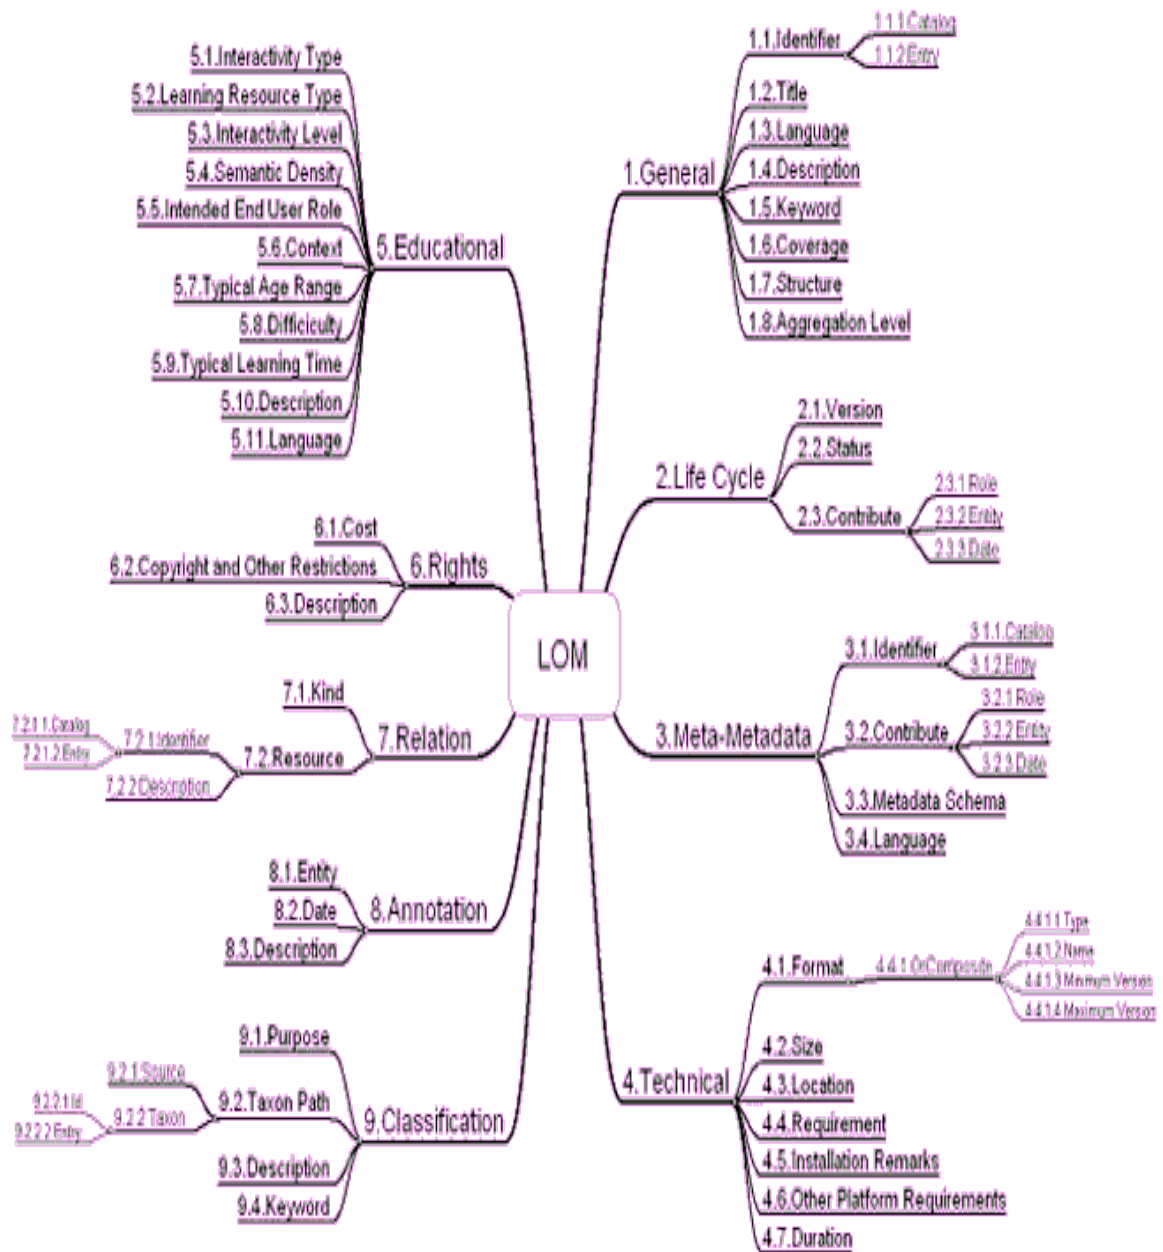 LOM
1.General
1.1.Identifier
1.1.1 Catalog
1.1.2 Entry
1.2.Title
1.3.Language
1.4.Description
1.5.Keyword
1.6.Coverage
1.7.Structure
1.8.Aggregation Level
2.Life Cycle
2.1.Version
2.2.Status
2.3.Contribute
2.3.1 Role
2.3.2 Entity
2.3.3.Date
3.Meta-Metadata
3.1.Identifier
3.1.1.Catalog
3.1.2.Entry
3.2.Contribute
3.2.1 Role
3.2.2 Entity
3.2.3.Date
3.3.Metadata Schema
3.4.Language
4.Technical
4.1.Format
4.4.1.OrComposite
4.4.1.1 Type
4.4.1.2 Name
4.4.1.3 Minimum Version
4.4.1.4 Maximum Version
4.2.Size
4.3.Location
4.4.Requirement
4.5.Installation Remarks
4.6.Other Platform Requirements
4.7.Duration
5.Educational
5.1.Interactivity Type
5.2.Learning Resource Type
5.3.Interactivity Level
5.4.Semantic Density
5.5.Intended End User Role
5.6.Context
5.7.Typical Age Range
5.8.Difficiculty
5.9.Typical Learning Time
5.10.Description
5.11.Language
6.Rights
6.1.Cost
6.2.Copyright and Other Restrictions
6.3.Description
7.Relation
7.1.Kind
7.2.Resource
7.2.1.Identifier
7.2.1.1.Catalog
7.2.1.2.Entry
7.2.2 Description
8.Annotation
8.1.Entity
8.2.Date
8.3.Description
9.Classification
9.1.Purpose
9.2.Taxon Path
9.2.1.Source
9.2.2 Taxon
9.2.2.1 Id
9.2.2.2 Entry
9.3.Description
9.4.Keyword